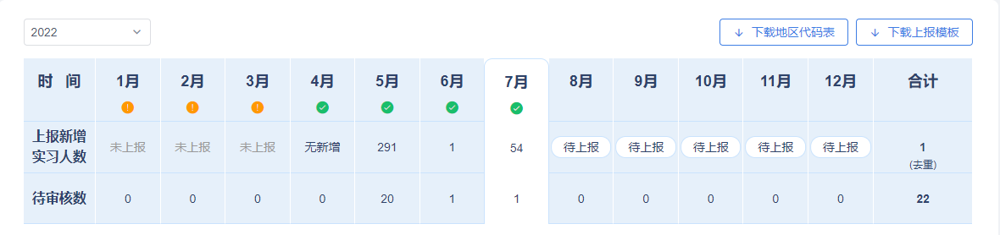 2022
下载地区代码表
下载上报模板
时 间 1月 2月 3月 4月 5月 6月 7月 8月 9月 10月 11月 12月 合计
上报新增
实习人数 未上报 未上报 未上报 无新增 291 1 54 待上报 待上报 待上报 待上报 待上报 1
(去重)
待审核数 0 0 0 0 20 1 1 0 0 0 0 0 22